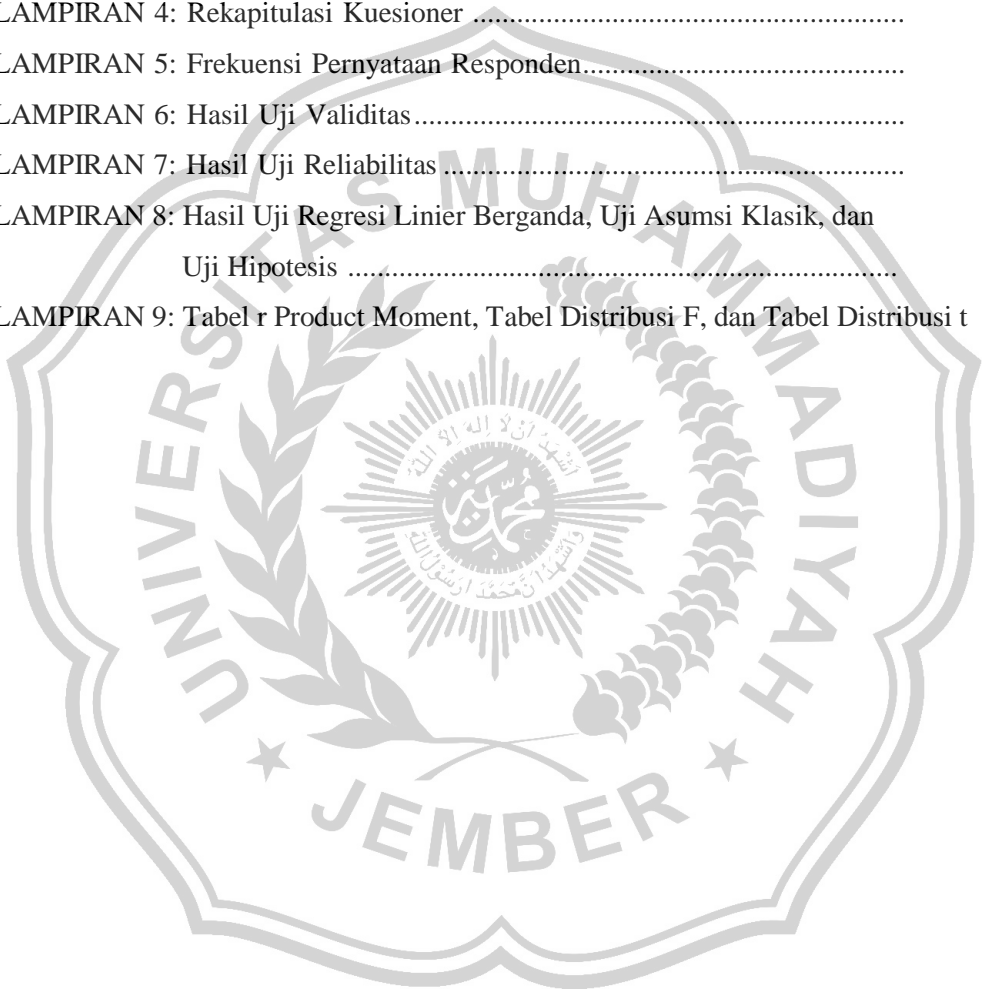 LAMPIRAN 4: Rekapitulasi Kuesioner ............................................................
LAMPIRAN 5: Frekuensi Pernyataan Responden.............................................
LAMPIRAN 6: Hasil Uji Validitas....................................................................
LAMPIRAN 7: Hasil Uji Reliabilitas ................................................................
LAMPIRAN 8: Hasil Uji Regresi Linier Berganda, Uji Asumsi Klasik, dan
Uji Hipotesis ............................................................................
LAMPIRAN 9: Tabel r Product Moment, Tabel Distribusi F, dan Tabel Distribusi t
UNIVERSITAS MUHAMMADIYAH
JEMBER